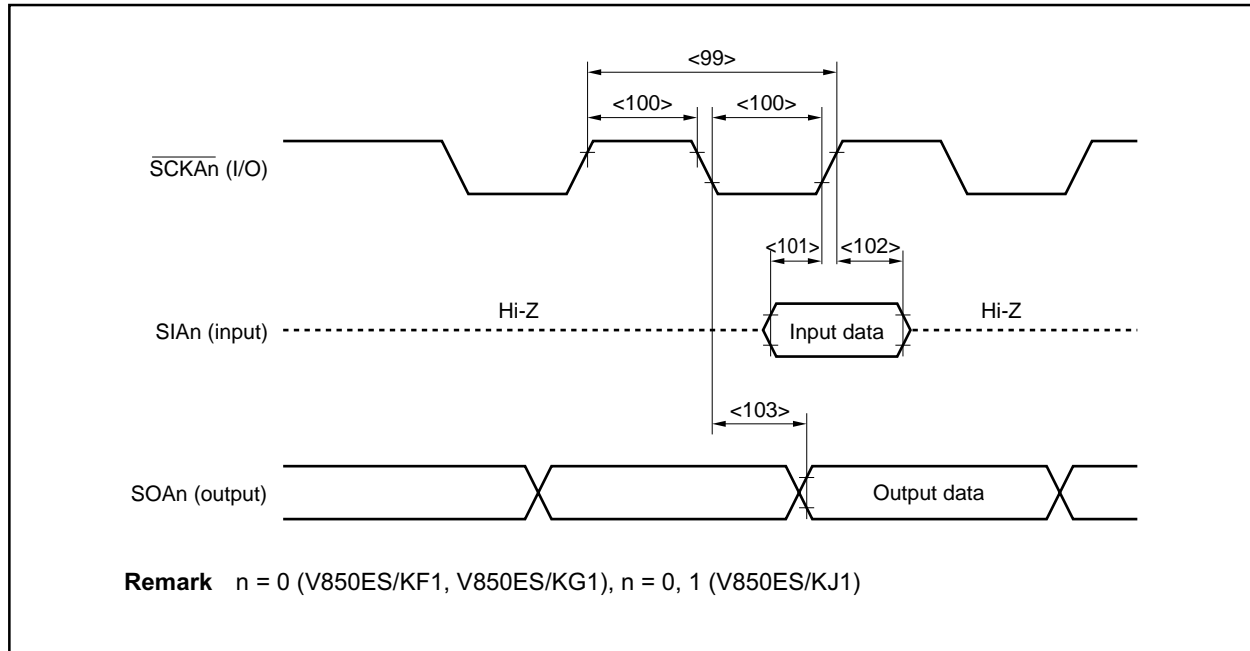 <99>
<100> <100>
SCKAn (I/O)
<101> <102>
Hi-Z Hi-Z
SIAn (input) Input data
<103>
SOAn (output) Output data
Remark n = 0 (V850ES/KF1, V850ES/KG1), n = 0, 1 (V850ES/KJ1)